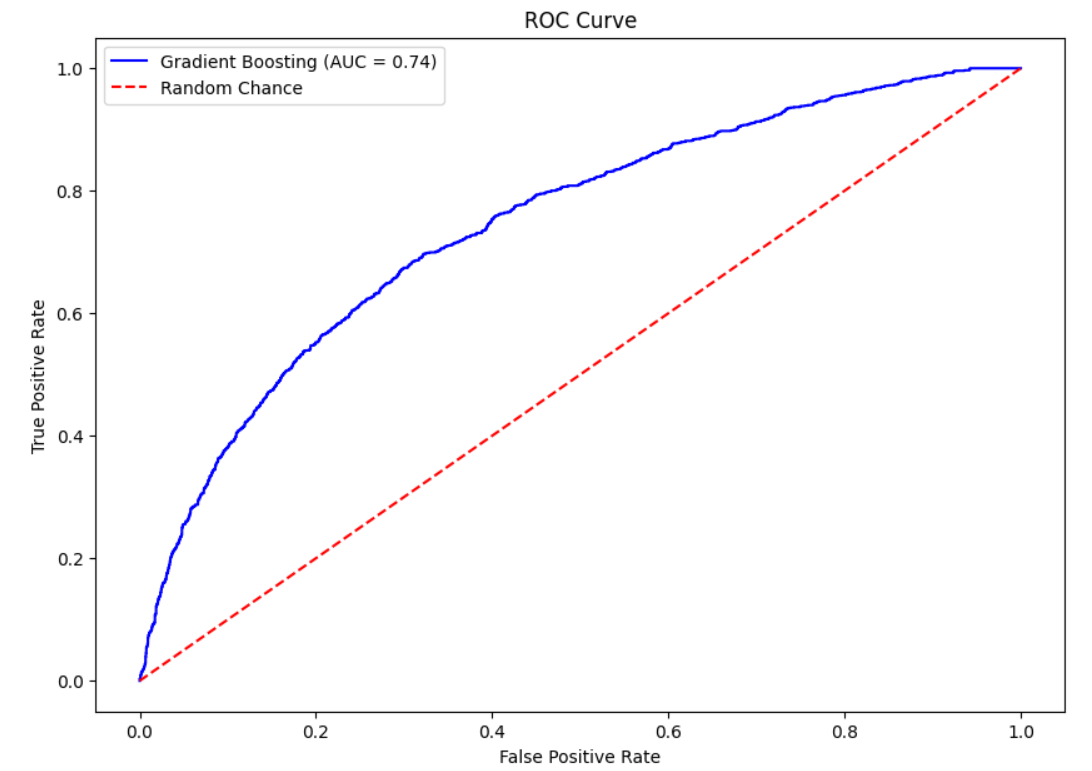 ROC Curve
Gradient Boosting (AUC = 0.74)
Random Chance
True Positive Rate
1.0
0.8
0.6
0.4
0.2
0.0
0.0 0.2 0.4 0.6 0.8 1.0
False Positive Rate